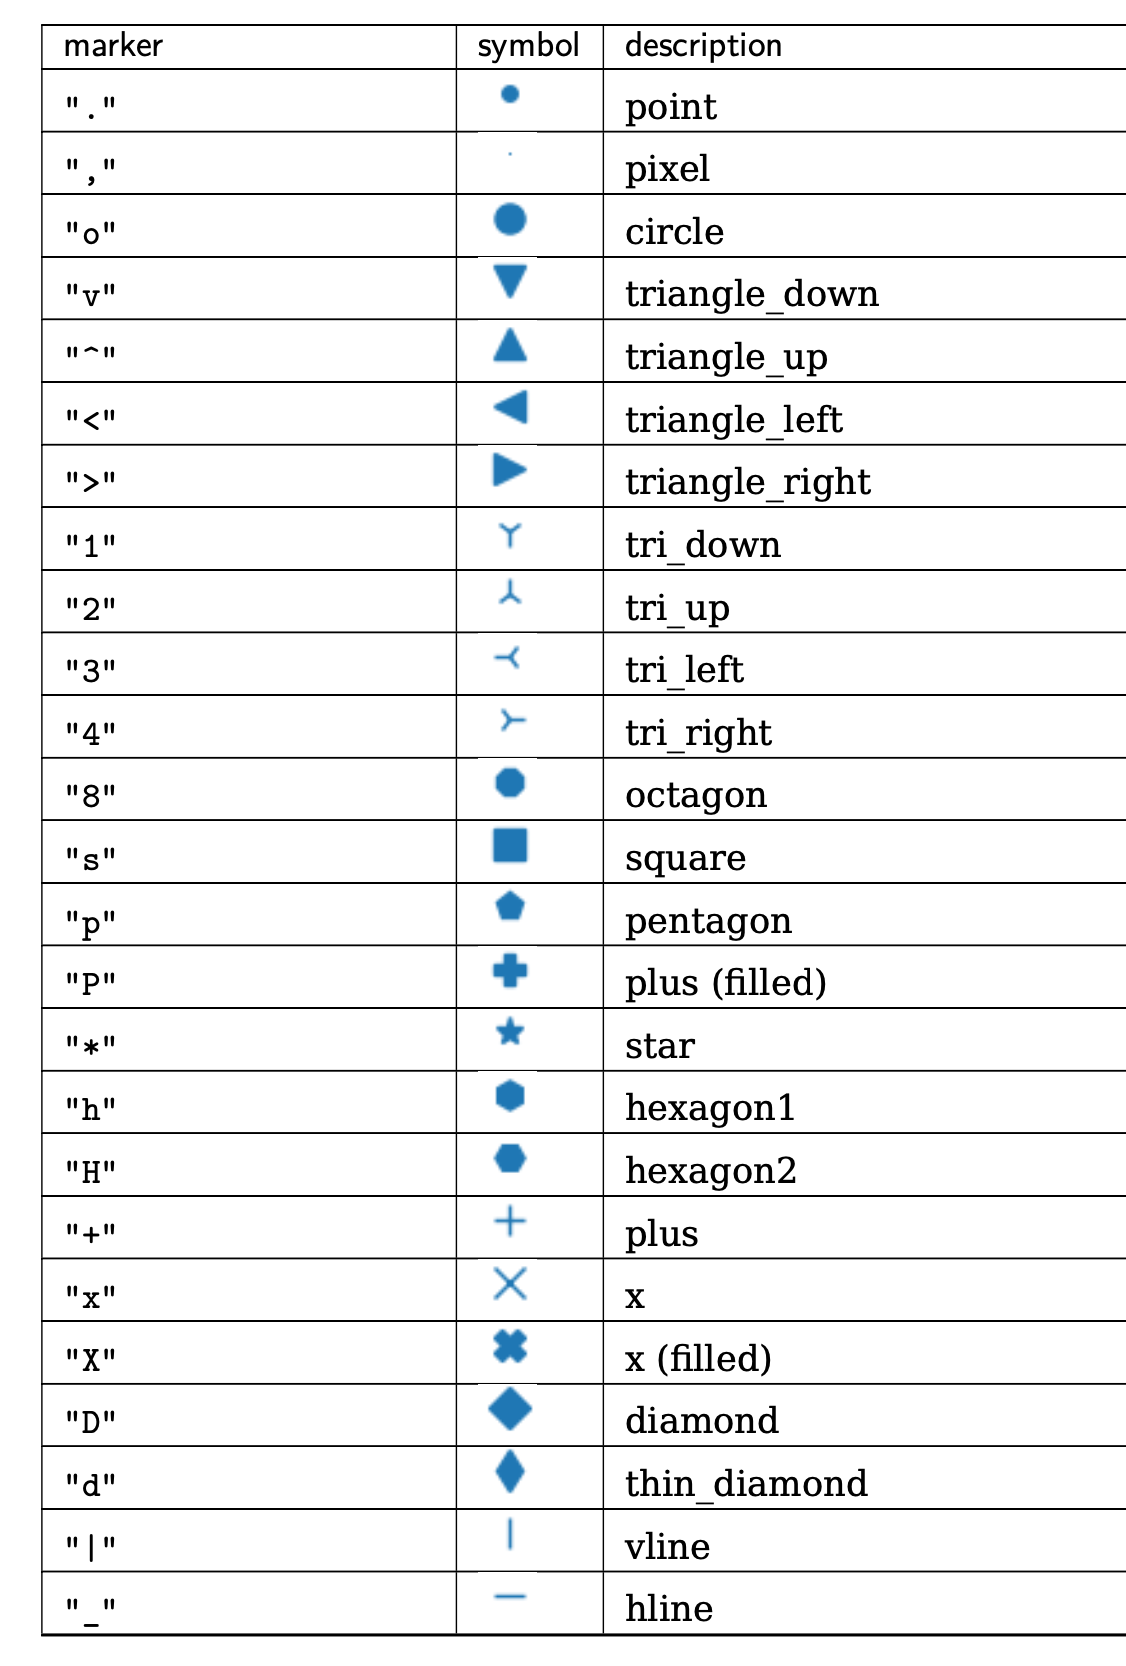 marker symbol description
"." point
"," pixel
"o" circle
"v" triangle_down
"^" triangle_up
"<" triangle_left
">" triangle_right
"1" tri_down
"2" tri_up
"3" tri_left
"4" tri_right
"8" octagon
"s" square
"p" pentagon
"P" plus (filled)
"*" star
"h" hexagon1
"H" hexagon2
"+" plus
"x" x
"X" x (filled)
"D" diamond
"d" thin_diamond
"|" vline
"_" hline